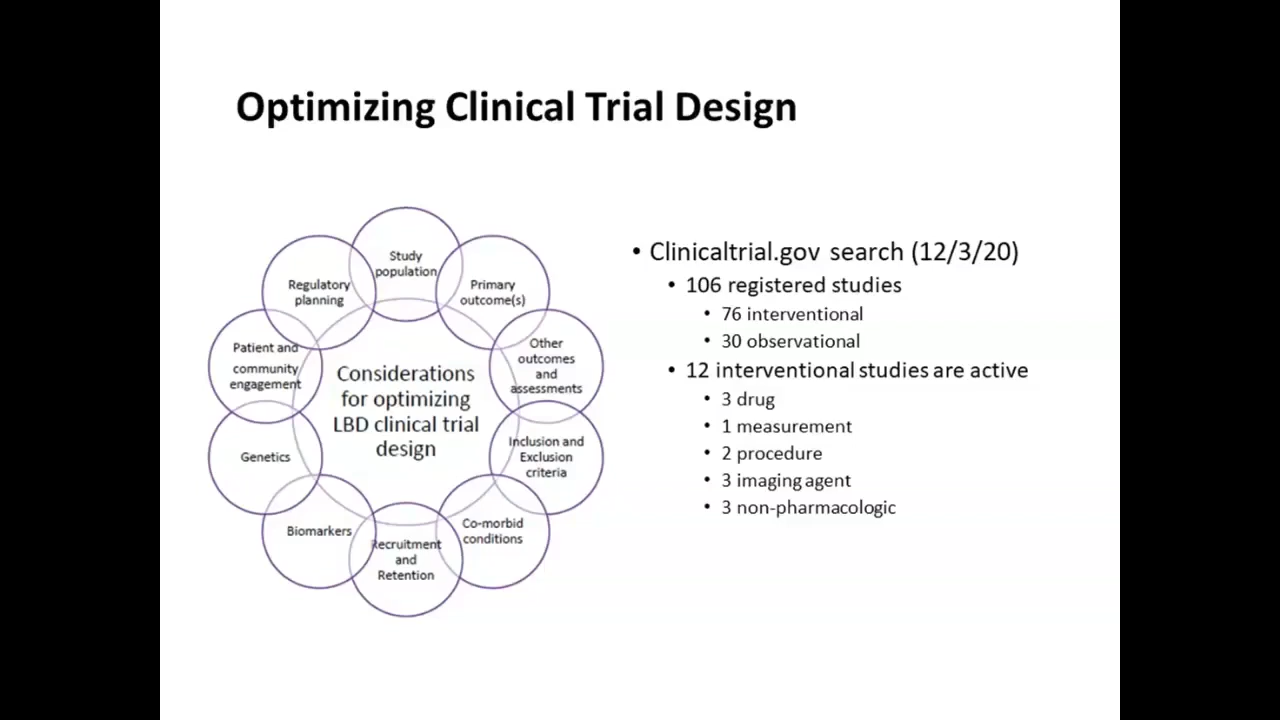 Optimizing Clinical Trial Design
Study
population
Primary
outcome(s)
Other
outcomes
and
assessments
Inclusion and
Exclusion
criteria
Co-morbid
conditions
Recruitment
and
Retention
Biomarkers
Genetics
Patient and
community
engagement
Regulatory
planning
Considerations
for optimizing
LBD clinical trial
design
• Clinicaltrial.gov search (12/3/20)
• 106 registered studies
• 76 interventional
• 30 observational
• 12 interventional studies are active
• 3 drug
• 1 measurement
• 2 procedure
• 3 imaging agent
• 3 non-pharmacologic